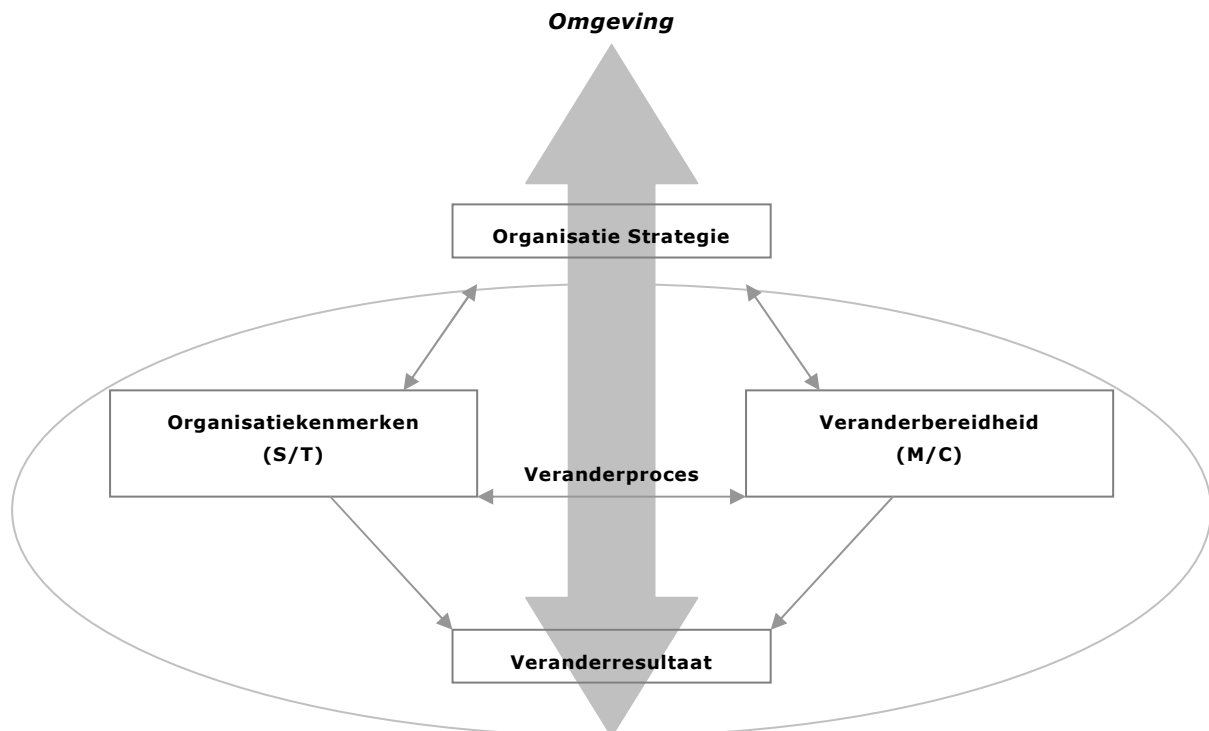 Omgeving
Organisatie Strategie
Organisatiekenmerken
(S/T)
Veranderbereidheid
(M/C)
Veranderproces
Veranderresultaat